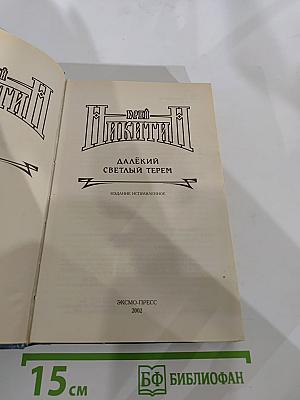 ЮРИЙ
НИКИТИН
ДАЛЁКИЙ
СВЕТЛЫЙ ТЕРЕМ
ИЗДАНИЕ ИСПРАВЛЕННОЕ
ЭКСМО-ПРЕСС
2002
15 см
БФ БИБЛИОФАН